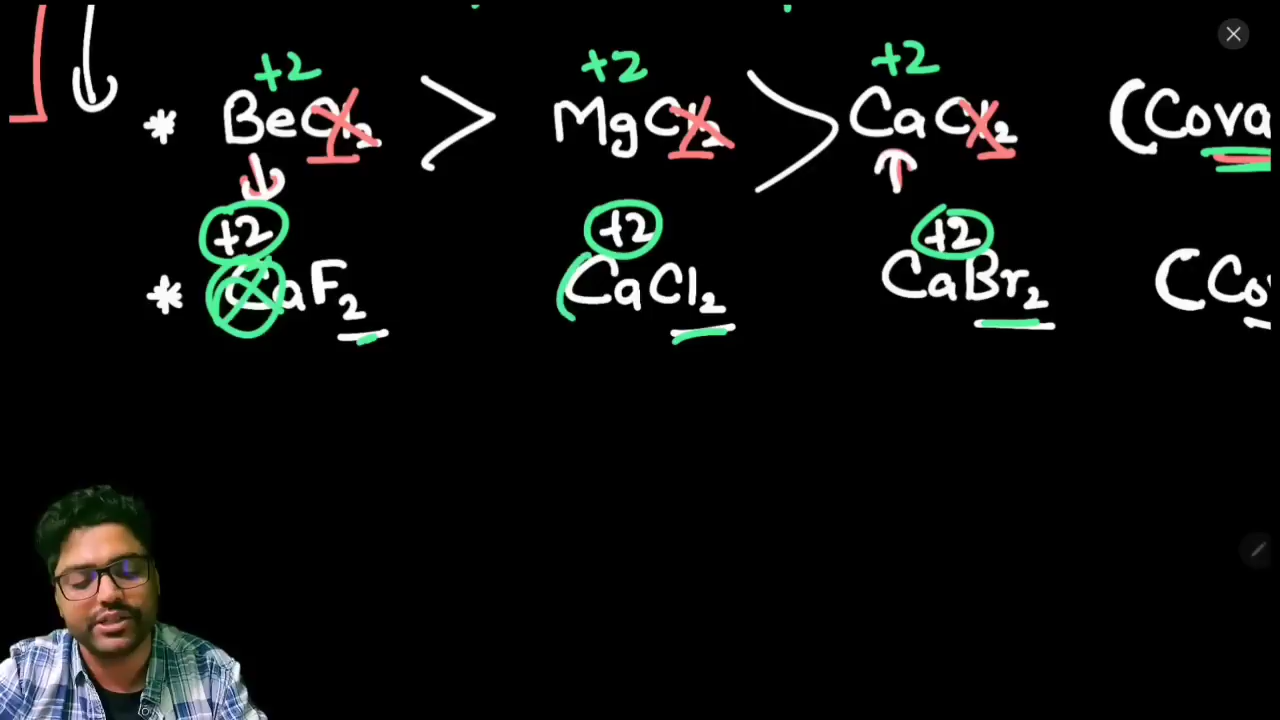 +2 +2 +2
* BeCl2 > MgCl2 > CaCl2 (Cova
+2 +2 +2
* CaF2 CaCl2 CaBr2 (Co